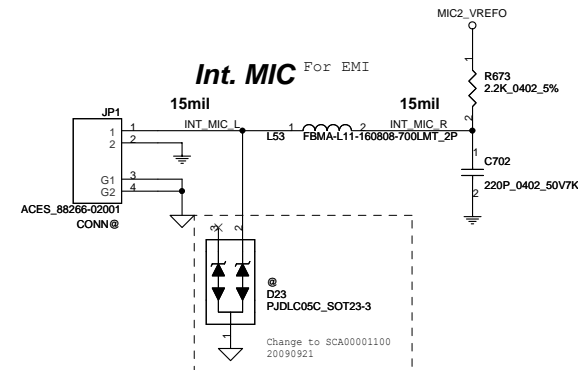 MIC2_VREFO
Int. MIC For EMI
1
R673
2.2K_0402_5%
2
15mil 15mil
JP1
1 1 INT_MIC_L 1 2 INT_MIC_R
2 2 L53 FBMA-L11-160808-700LMT_2P
1
C702
220P_0402_50V7K
2
G1 3
G2 4
ACES_88266-02001
CONN@
3 2
@
D23
PJDLC05C_SOT23-3
1
Change to SCA00001100
20090921